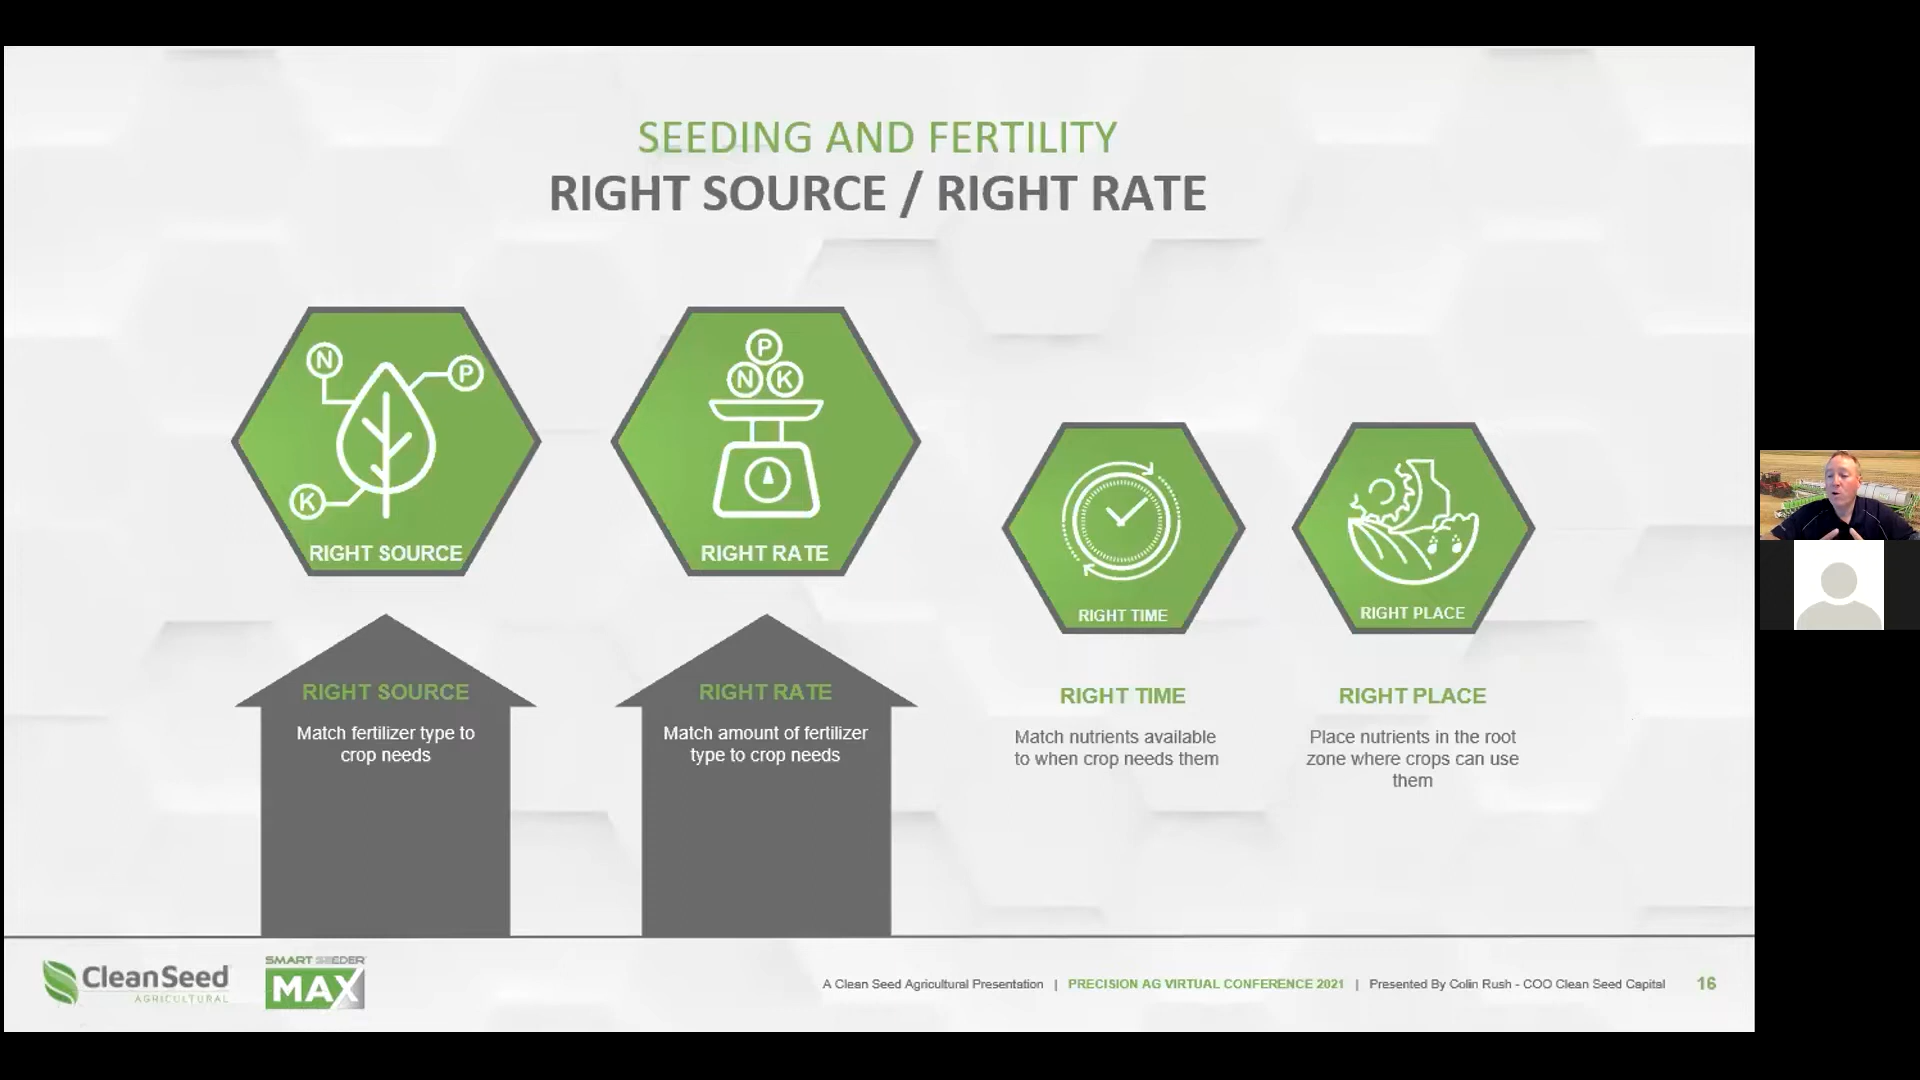 SEEDING AND FERTILITY
RIGHT SOURCE / RIGHT RATE
N
P
K
RIGHT SOURCE
P
N K
RIGHT RATE
RIGHT TIME
RIGHT PLACE
RIGHT SOURCE
Match fertilizer type to
crop needs
RIGHT RATE
Match amount of fertilizer
type to crop needs
RIGHT TIME
Match nutrients available
to when crop needs them
RIGHT PLACE
Place nutrients in the root
zone where crops can use
them
CleanSeed
AGRICULTURAL
SMART SEEDER
MAX
A Clean Seed Agricultural Presentation | PRECISION AG VIRTUAL CONFERENCE 2021 | Presented By Colin Rush - COO Clean Seed Capital 16